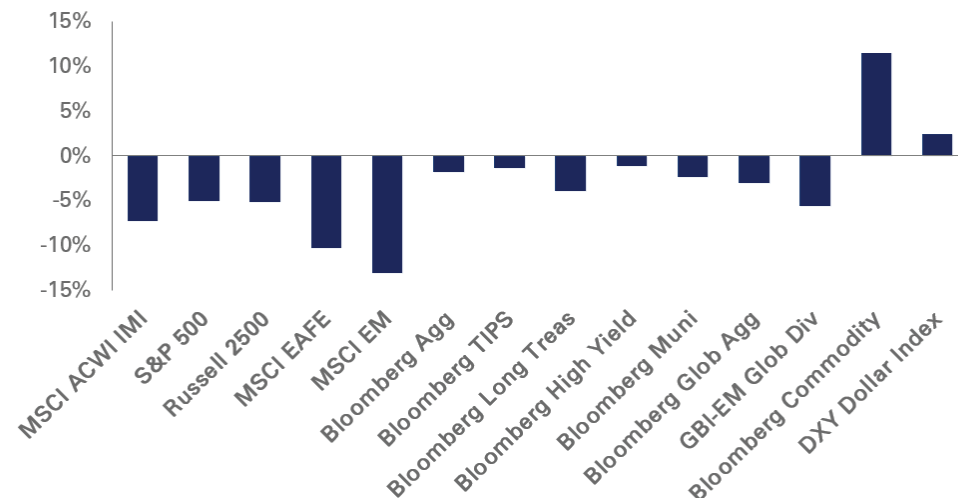 15%
10%
5%
0%
-5%
-10%
-15%
MSCI ACWI IMI
S&P 500
Russell 2500
MSCI EAFE
MSCI EM
Bloomberg Agg
Bloomberg TIPS
Bloomberg Long Treas
Bloomberg High Yield
Bloomberg Muni
Bloomberg Glob Agg
GBI-EM Glob Div
Bloomberg Commodity
DXY Dollar Index